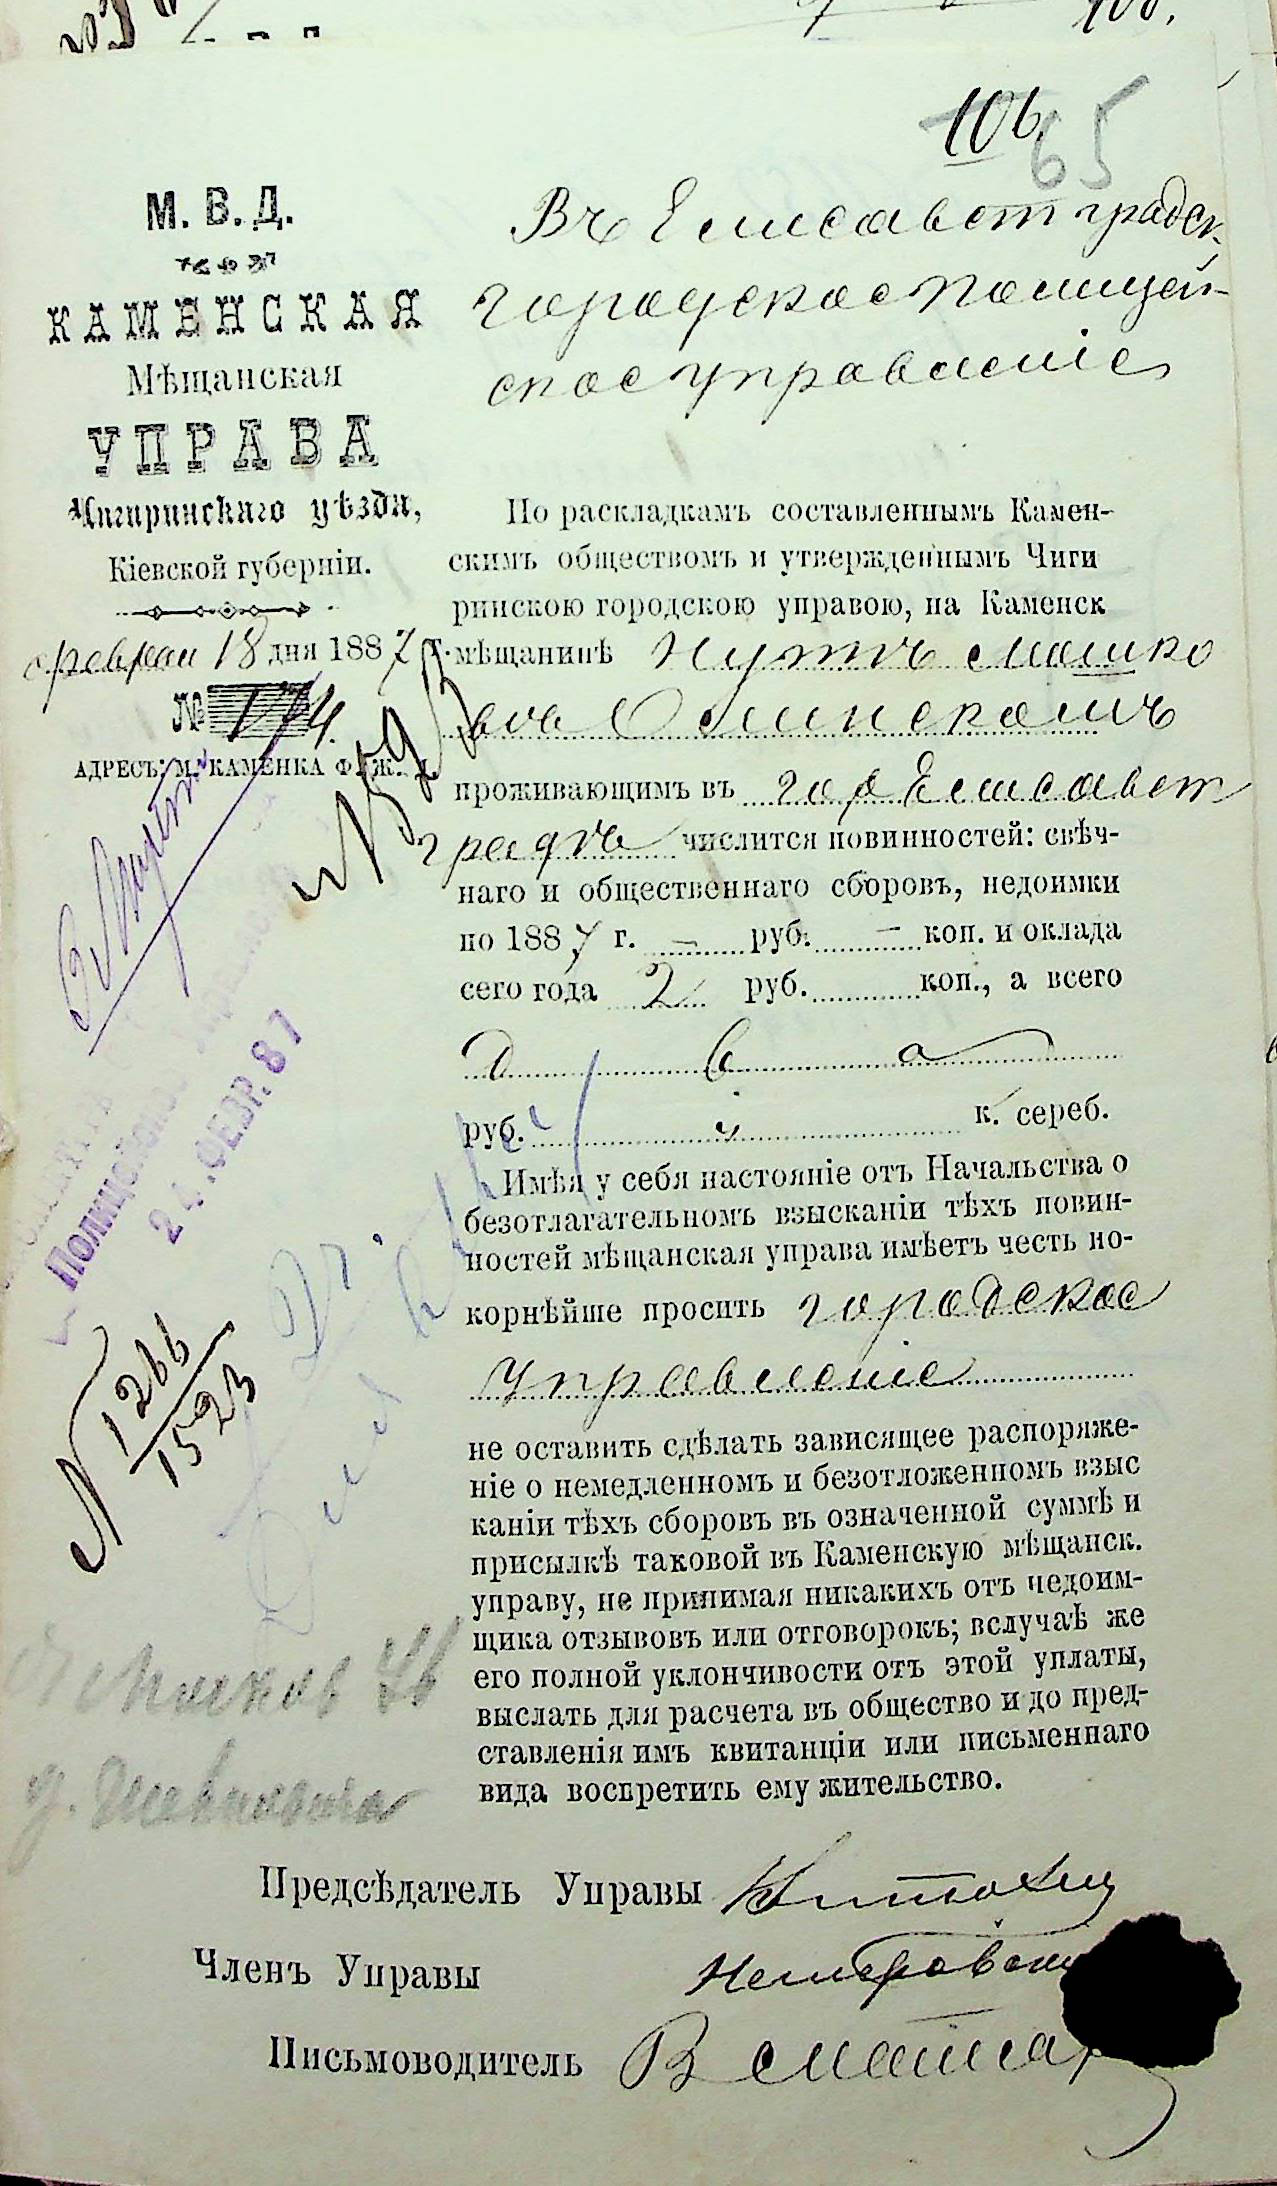 106.
65
М. В. Д.
КАМЕНСКАЯ
Мѣщанская
УПРАВА
Чигиринскаго уѣзда,
Кіевской губерніи.
февраля 18 дня 1887 г.
№ 174.
АДРЕСЪ: М. КАМЕНКА Ф. Ж. Д.
Въ Елисаветградск.
городское полицей-
ское управленіе
По раскладкамъ составленнымъ Камен-
скимъ обществомъ и утвержденнымъ Чиги
ринскою городскою управою, на Каменск
мѣщанинѣ Нутъ Мошко
вѣ Олинскомъ
проживающимъ въ гор Елисавет
градѣ числится повинностей: свѣч-
наго и общественнаго сборовъ, недоимки
по 1887 г. — руб. — коп. и оклада
сего года 2 руб. коп., а всего
два
руб. к. сереб.
Имѣя у себя настояніе отъ Начальства о
безотлагательномъ взысканіи тѣхъ повин-
ностей мѣщанская управа имѣетъ честь по-
корнѣйше просить городское
управленіе
не оставить сдѣлать зависящее распоряже-
ніе о немедленномъ и безотложенномъ взыс
каніи тѣхъ сборовъ въ означенной суммѣ и
присылкѣ таковой въ Каменскую мѣщанск.
управу, не принимая никакихъ отъ недоим-
щика отзывовъ или отговорокъ; вслучаѣ же
его полной уклончивости отъ этой уплаты,
выслать для расчета въ общество и до пред-
ставленія имъ квитанціи или письменнаго
вида воспретить ему жительство.
Полицейское
24. ФЕВР. 87
№ 1266
1523
Предсѣдатель Управы
Членъ Управы
Письмоводитель